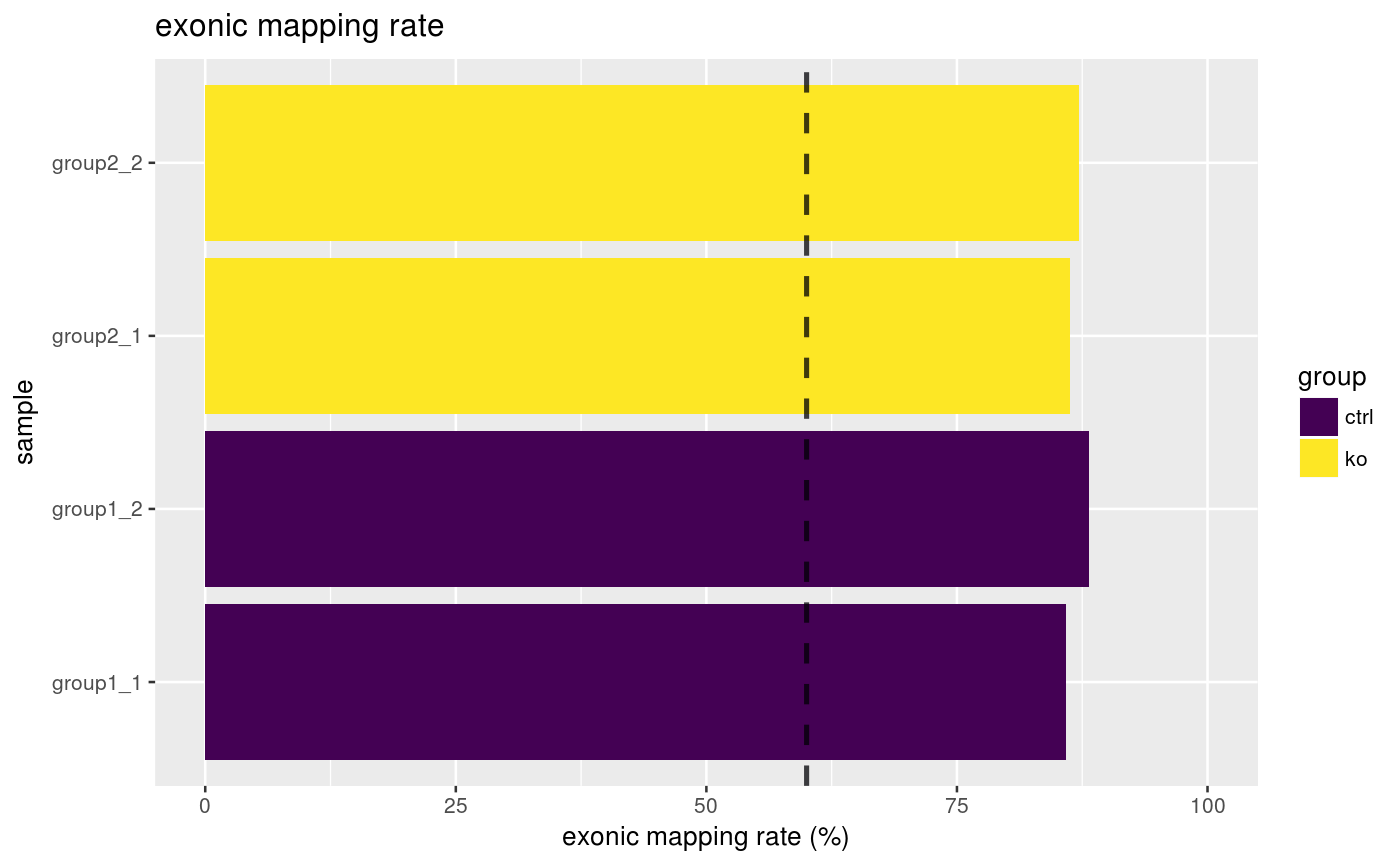 exonic mapping rate
group2_2
group2_1
group1_2
group1_1
sample
0 25 50 75 100
exonic mapping rate (%)
group
ctrl
ko